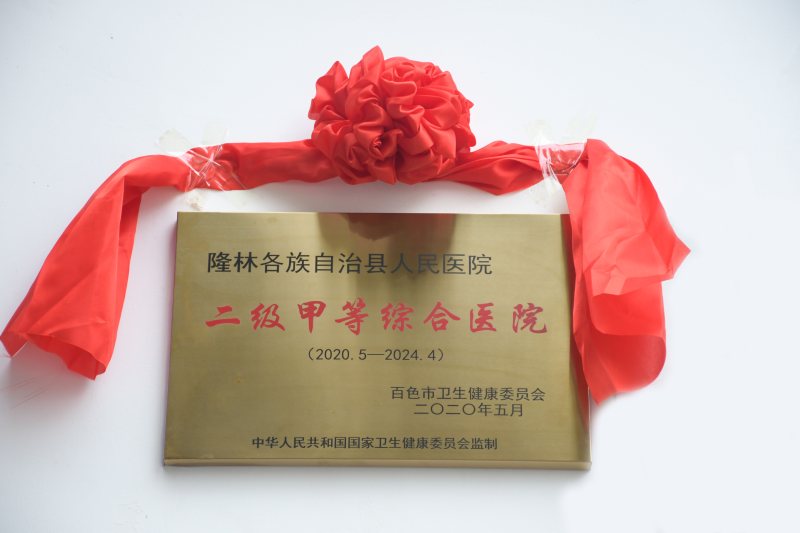 隆林各族自治县人民医院
二级甲等综合医院
（2020.5—2024.4）
百色市卫生健康委员会
二〇二〇年五月
中华人民共和国国家卫生健康委员会监制